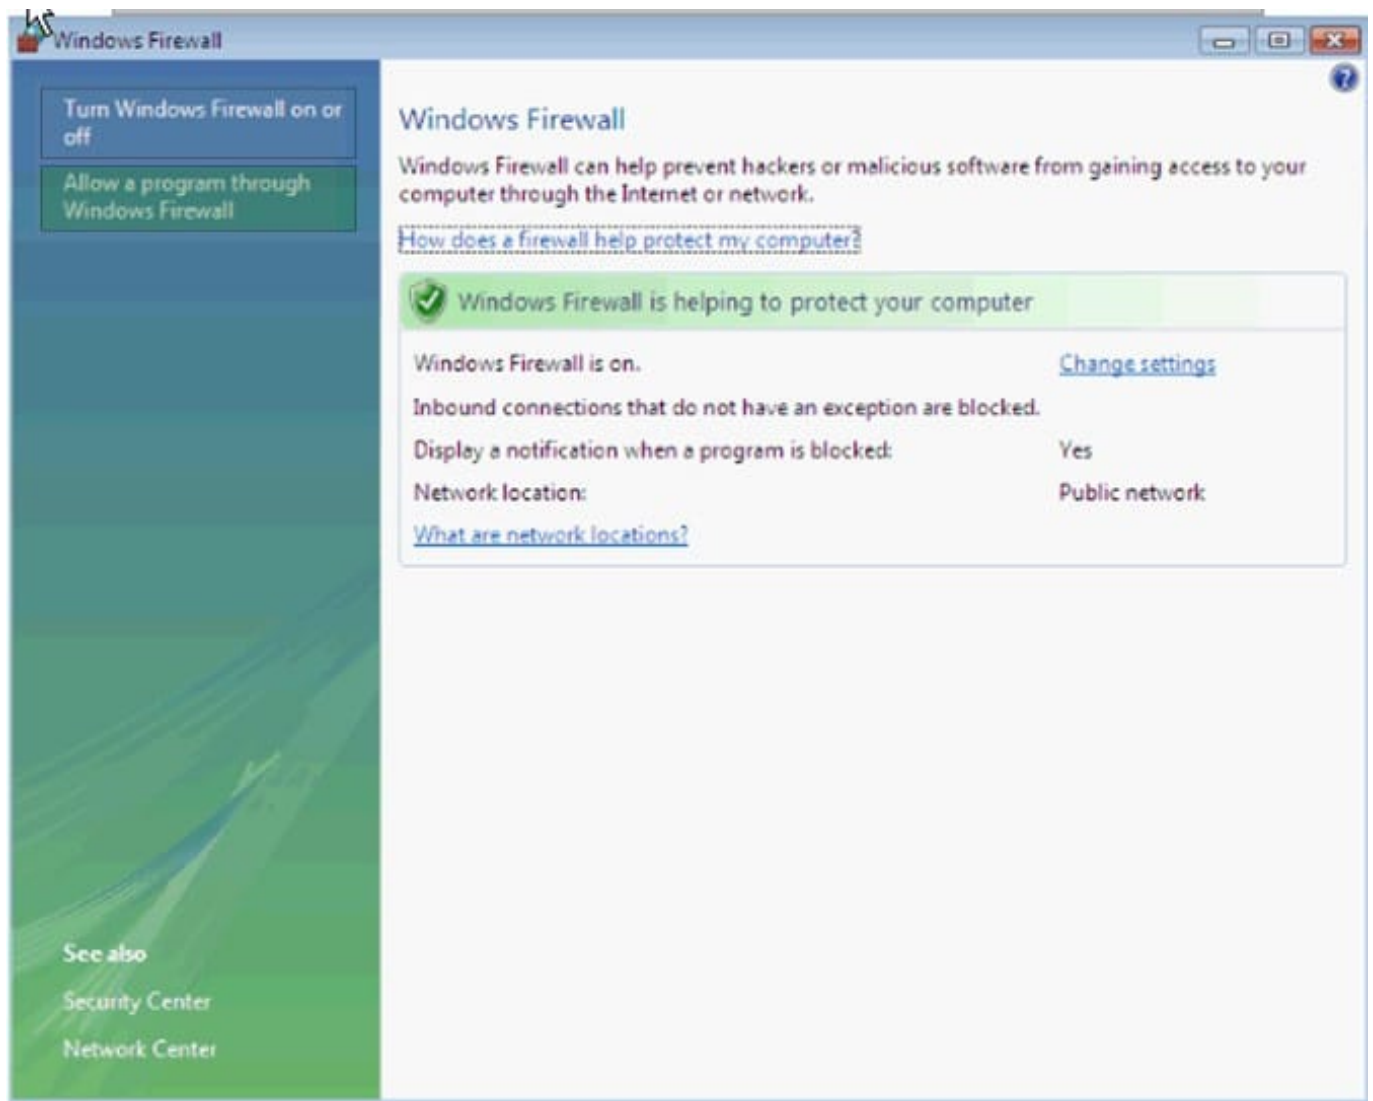 Windows Firewall
Turn Windows Firewall on or
off
Allow a program through
Windows Firewall
See also
Security Center
Network Center
Windows Firewall
Windows Firewall can help prevent hackers or malicious software from gaining access to your
computer through the Internet or network.
How does a firewall help protect my computer?
Windows Firewall is helping to protect your computer
Windows Firewall is on. Change settings
Inbound connections that do not have an exception are blocked.
Display a notification when a program is blocked: Yes
Network location: Public network
What are network locations?